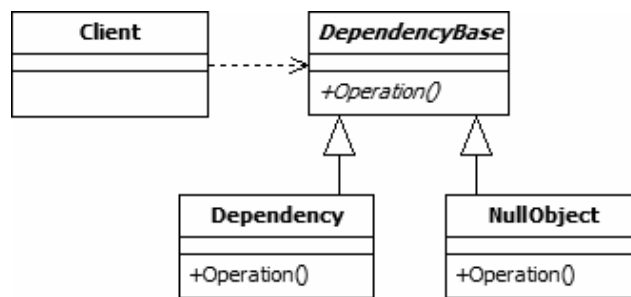 Client
DependencyBase
+Operation()
Dependency
NullObject
+Operation()
+Operation()